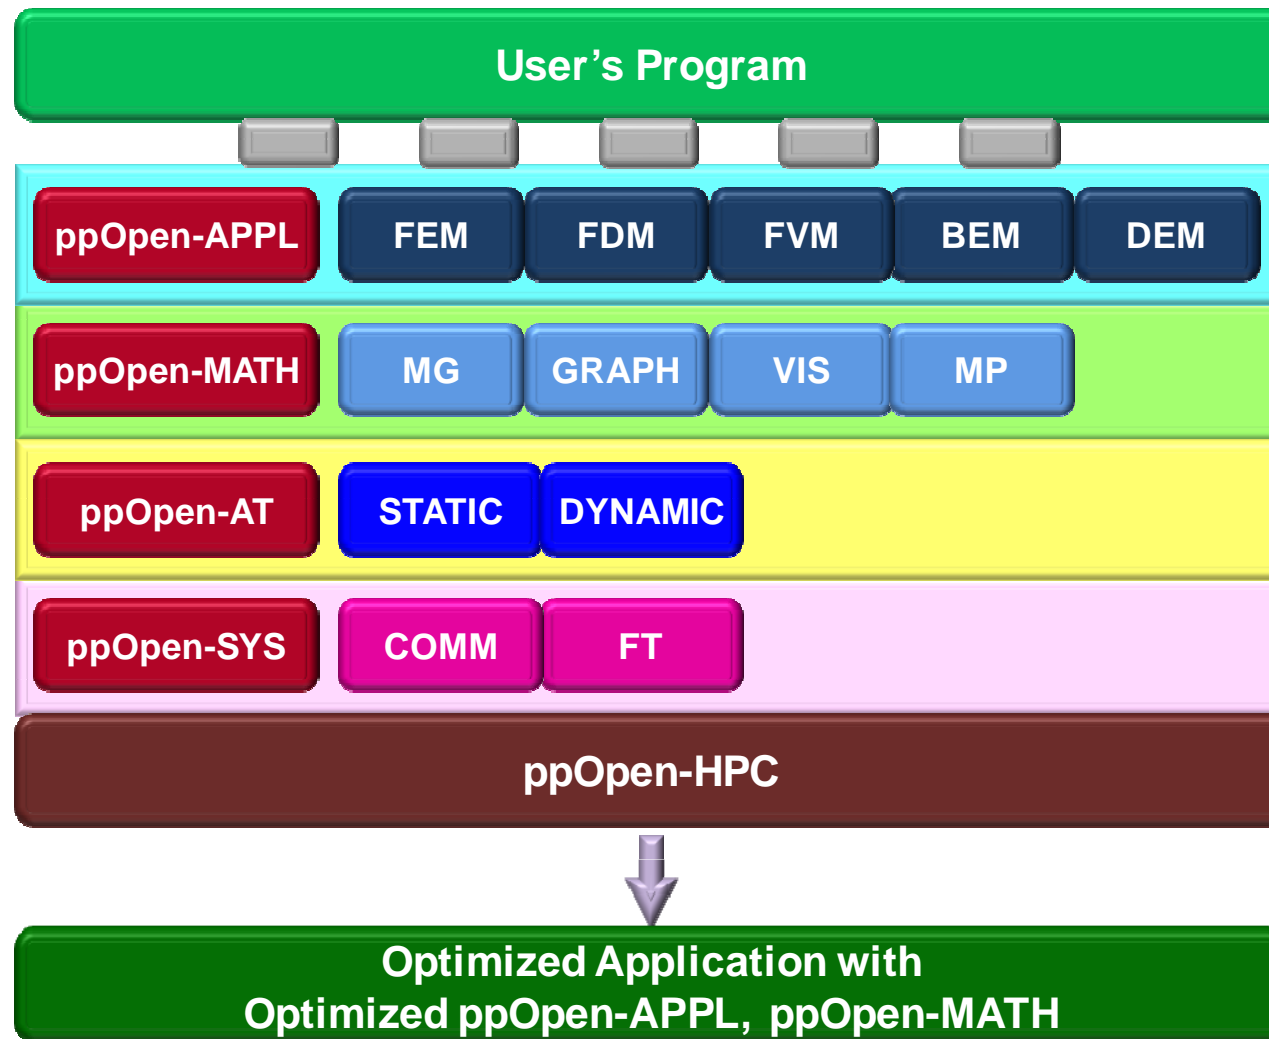 User’s Program
ppOpen-APPL FEM FDM FVM BEM DEM
ppOpen-MATH MG GRAPH VIS MP
ppOpen-AT STATIC DYNAMIC
ppOpen-SYS COMM FT
ppOpen-HPC
Optimized Application with
Optimized ppOpen-APPL, ppOpen-MATH